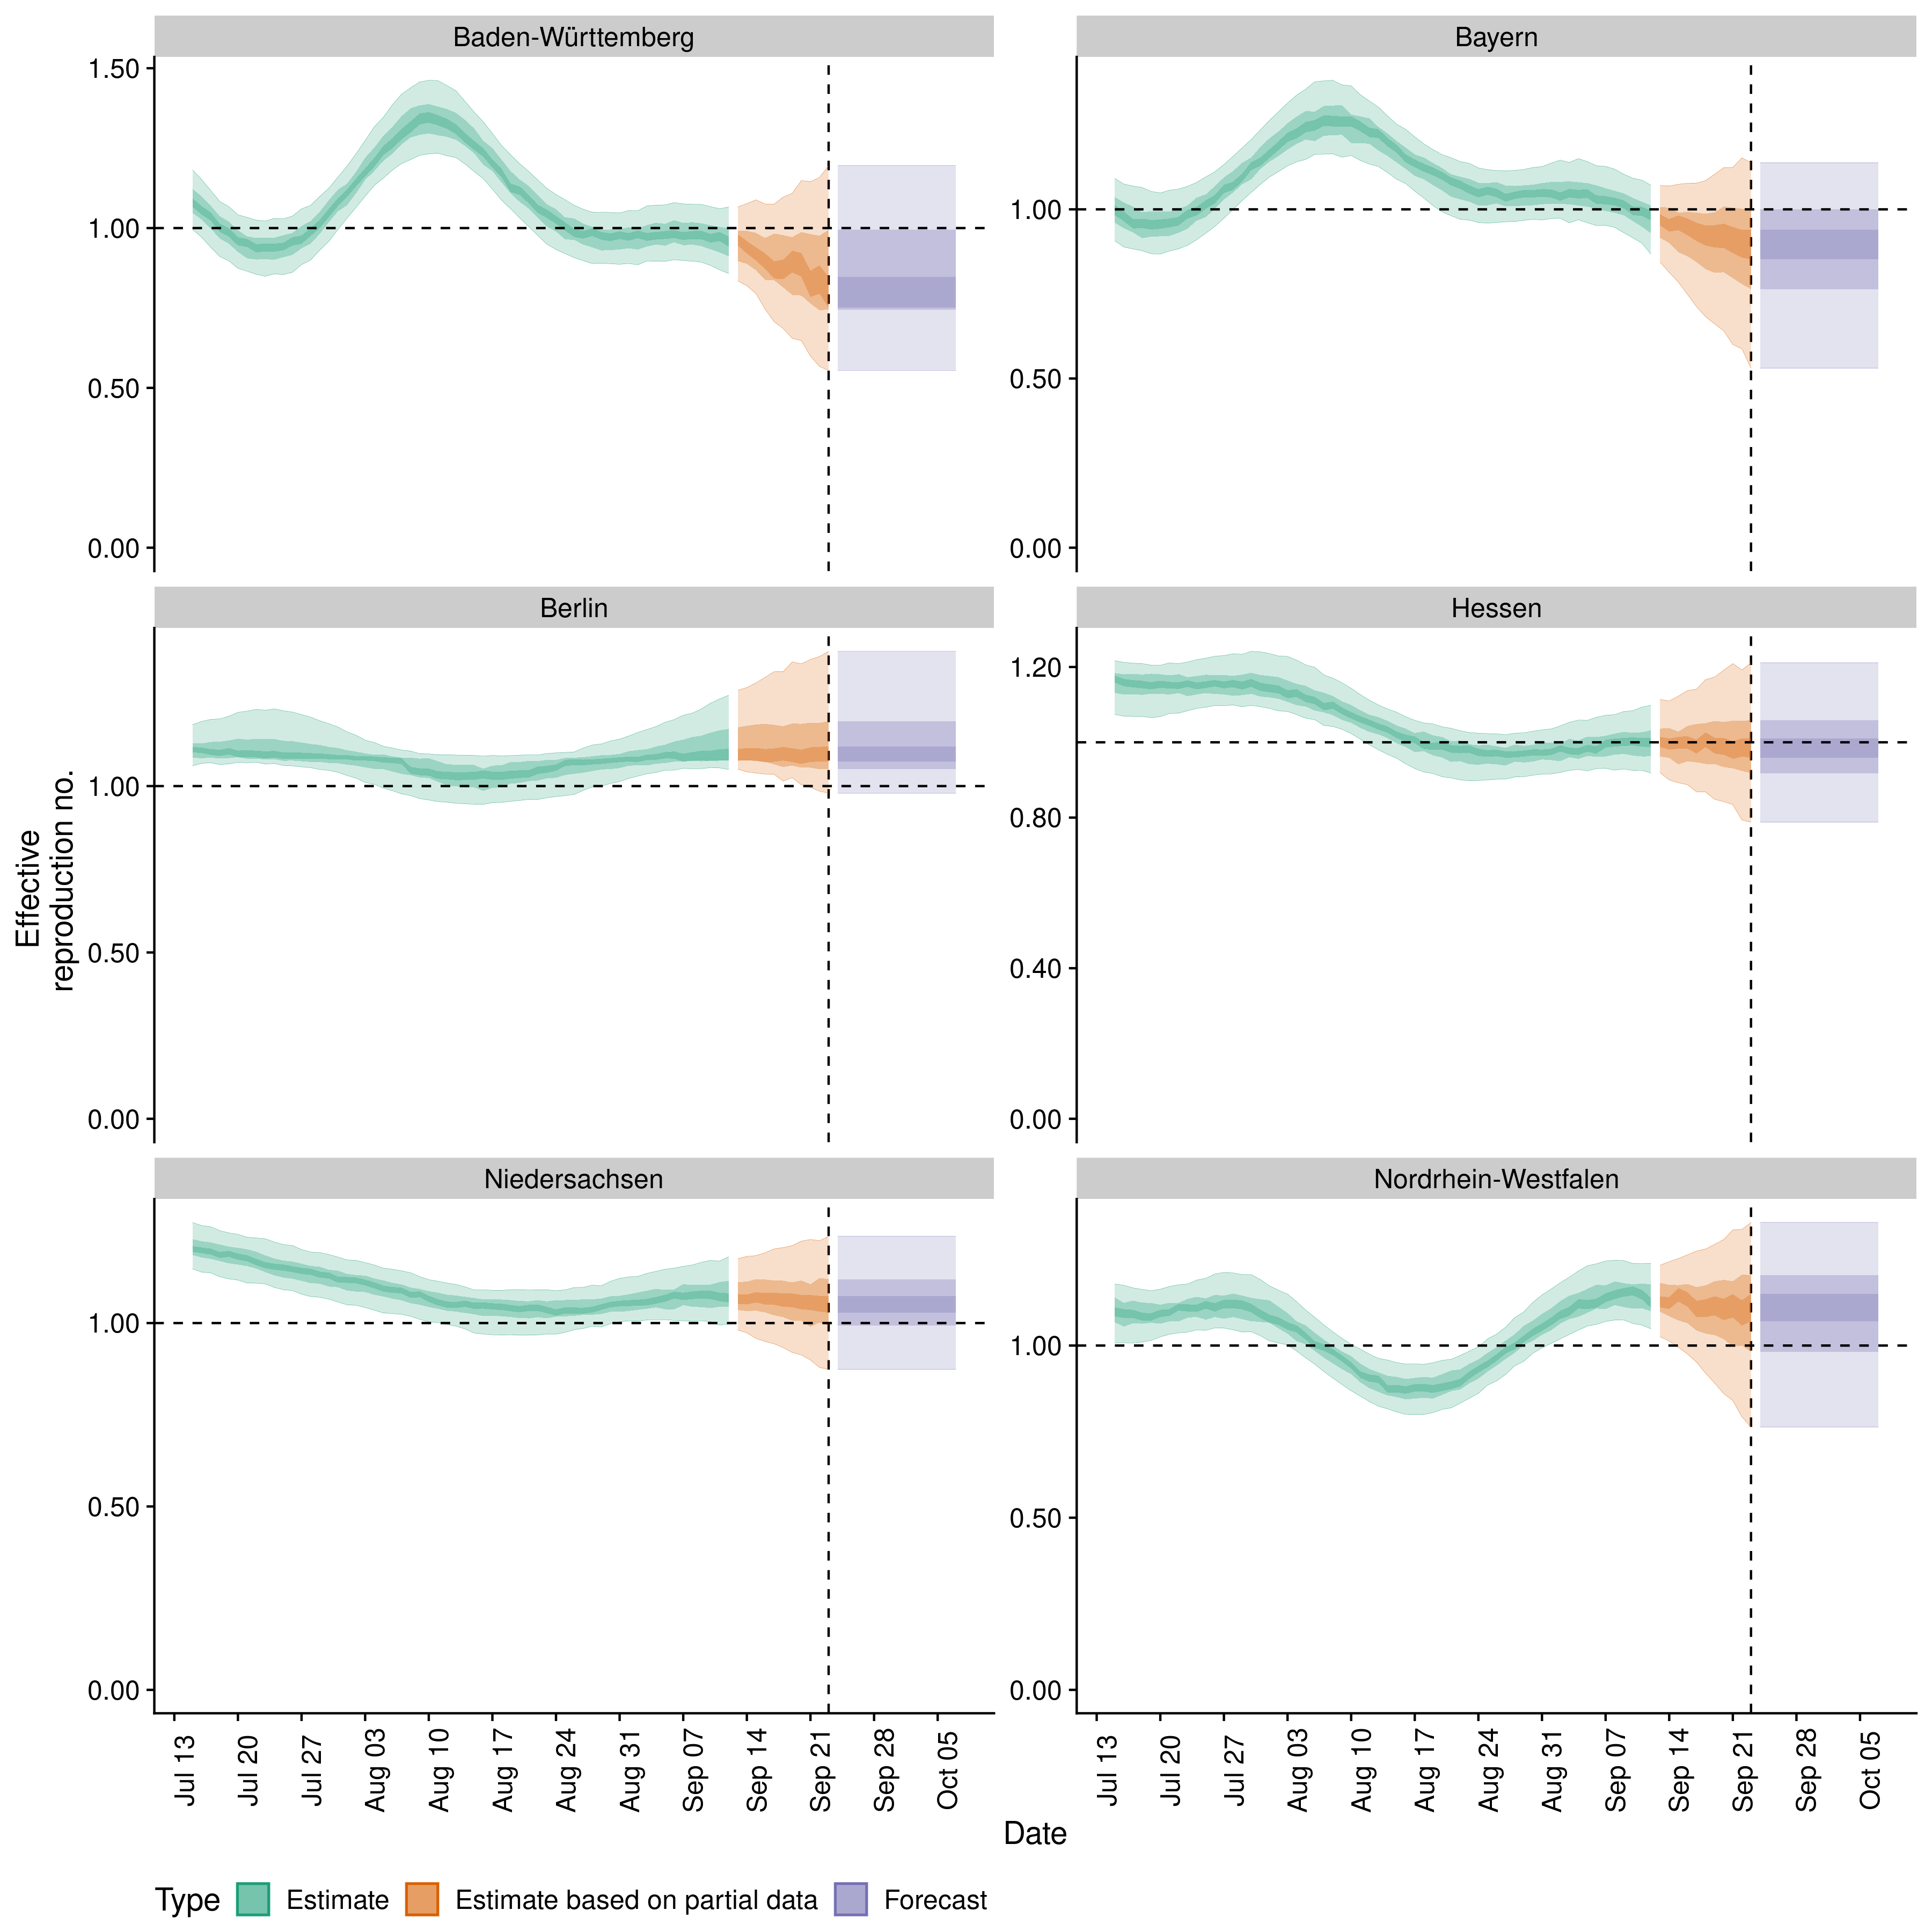 Baden-Württemberg
Bayern
1.50
1.00
0.50
0.00
1.00
0.50
0.00
Berlin
Hessen
1.00
0.50
0.00
1.20
0.80
0.40
0.00
Effective
reproduction no.
Niedersachsen
Nordrhein-Westfalen
1.00
0.50
0.00
1.00
0.50
0.00
Jul 13
Jul 20
Jul 27
Aug 03
Aug 10
Aug 17
Aug 24
Aug 31
Sep 07
Sep 14
Sep 21
Sep 28
Oct 05
Jul 13
Jul 20
Jul 27
Aug 03
Aug 10
Aug 17
Aug 24
Aug 31
Sep 07
Sep 14
Sep 21
Sep 28
Oct 05
Date
Type Estimate Estimate based on partial data Forecast